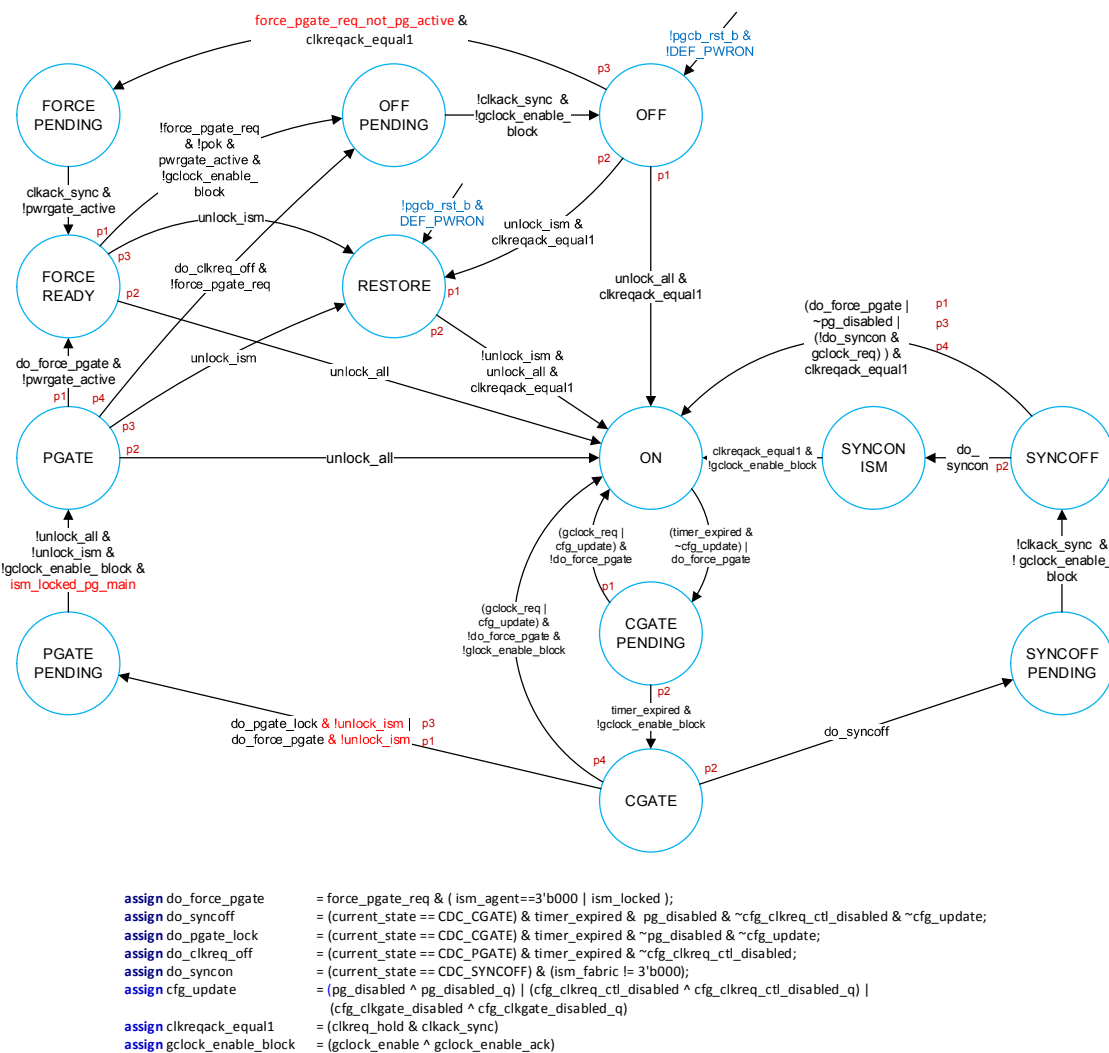 force_pgate_req_not_pg_active &
clkreqack_equal1
!pgcb_rst_b &
!DEF_PWRON
p3
FORCE
PENDING
OFF
PENDING
!clkack_sync &
!gclock_enable_
block
OFF
!force_pgate_req
& !pok &
pwrgate_active &
!gclock_enable_
block
p2
p1
clkack_sync &
!pwrgate_active
!pgcb_rst_b &
DEF_PWRON
unlock_ism
unlock_ism &
clkreqack_equal1
p1
p3
FORCE
READY
p2
do_clkreq_off &
!force_pgate_req
RESTORE
p1
p2
unlock_all &
clkreqack_equal1
(do_force_pgate |
~pg_disabled |
(!do_syncon &
gclock_req) ) &
clkreqack_equal1
p1
p3
p4
do_force_pgate &
!pwrgate_active
p1
p4
unlock_ism
unlock_all
!unlock_ism &
unlock_all &
clkreqack_equal1
p3
PGATE
p2
unlock_all
ON
clkreqack_equal1 &
!gclock_enable_block
SYNCON
ISM
do_
syncon
p2
SYNCOFF
!unlock_all &
!unlock_ism &
!gclock_enable_ block &
ism_locked_pg_main
(gclock_req |
cfg_update) &
!do_force_pgate
(timer_expired &
~cfg_update) |
do_force_pgate
!clkack_sync &
! gclock_enable_
block
p1
(gclock_req |
cfg_update) &
!do_force_pgate &
!glock_enable_block
CGATE
PENDING
PGATE
PENDING
SYNCOFF
PENDING
p2
timer_expired &
!gclock_enable_block
do_pgate_lock & !unlock_ism | p3
do_force_pgate & !unlock_ism p1
do_syncoff
p4
p2
CGATE
assign do_force_pgate = force_pgate_req & ( ism_agent==3'b000 | ism_locked );
assign do_syncoff = (current_state == CDC_CGATE) & timer_expired & pg_disabled & ~cfg_clkreq_ctl_disabled & ~cfg_update;
assign do_pgate_lock = (current_state == CDC_CGATE) & timer_expired & ~pg_disabled & ~cfg_update;
assign do_clkreq_off = (current_state == CDC_PGATE) & timer_expired & ~cfg_clkreq_ctl_disabled;
assign do_syncon = (current_state == CDC_SYNCOFF) & (ism_fabric != 3'b000);
assign cfg_update = (pg_disabled ^ pg_disabled_q) | (cfg_clkreq_ctl_disabled ^ cfg_clkreq_ctl_disabled_q) |
(cfg_clkgate_disabled ^ cfg_clkgate_disabled_q)
assign clkreqack_equal1 = (clkreq_hold & clkack_sync)
assign gclock_enable_block = (gclock_enable ^ gclock_enable_ack)